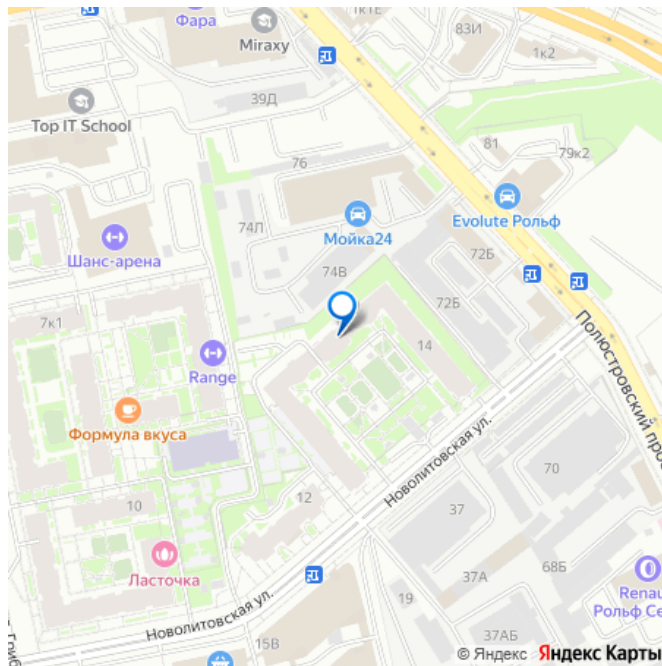 Фара
1к1Е
83И
Miraxy
1к2
39Д
Top IT School
81
79к2
76
Evolute Рольф
74Л
Мойка24
72Б
Шанс-арена
74В
72Б
7к1
14
Полюстровский про
Range
Формула вкуса
Новолитовская ул.
70
12
10
37
Ласточка
37А
68Б
19
Renau
Рольф Се
Новолитовская ул.
15В
37АБ
© Яндекс Яндекс Карты